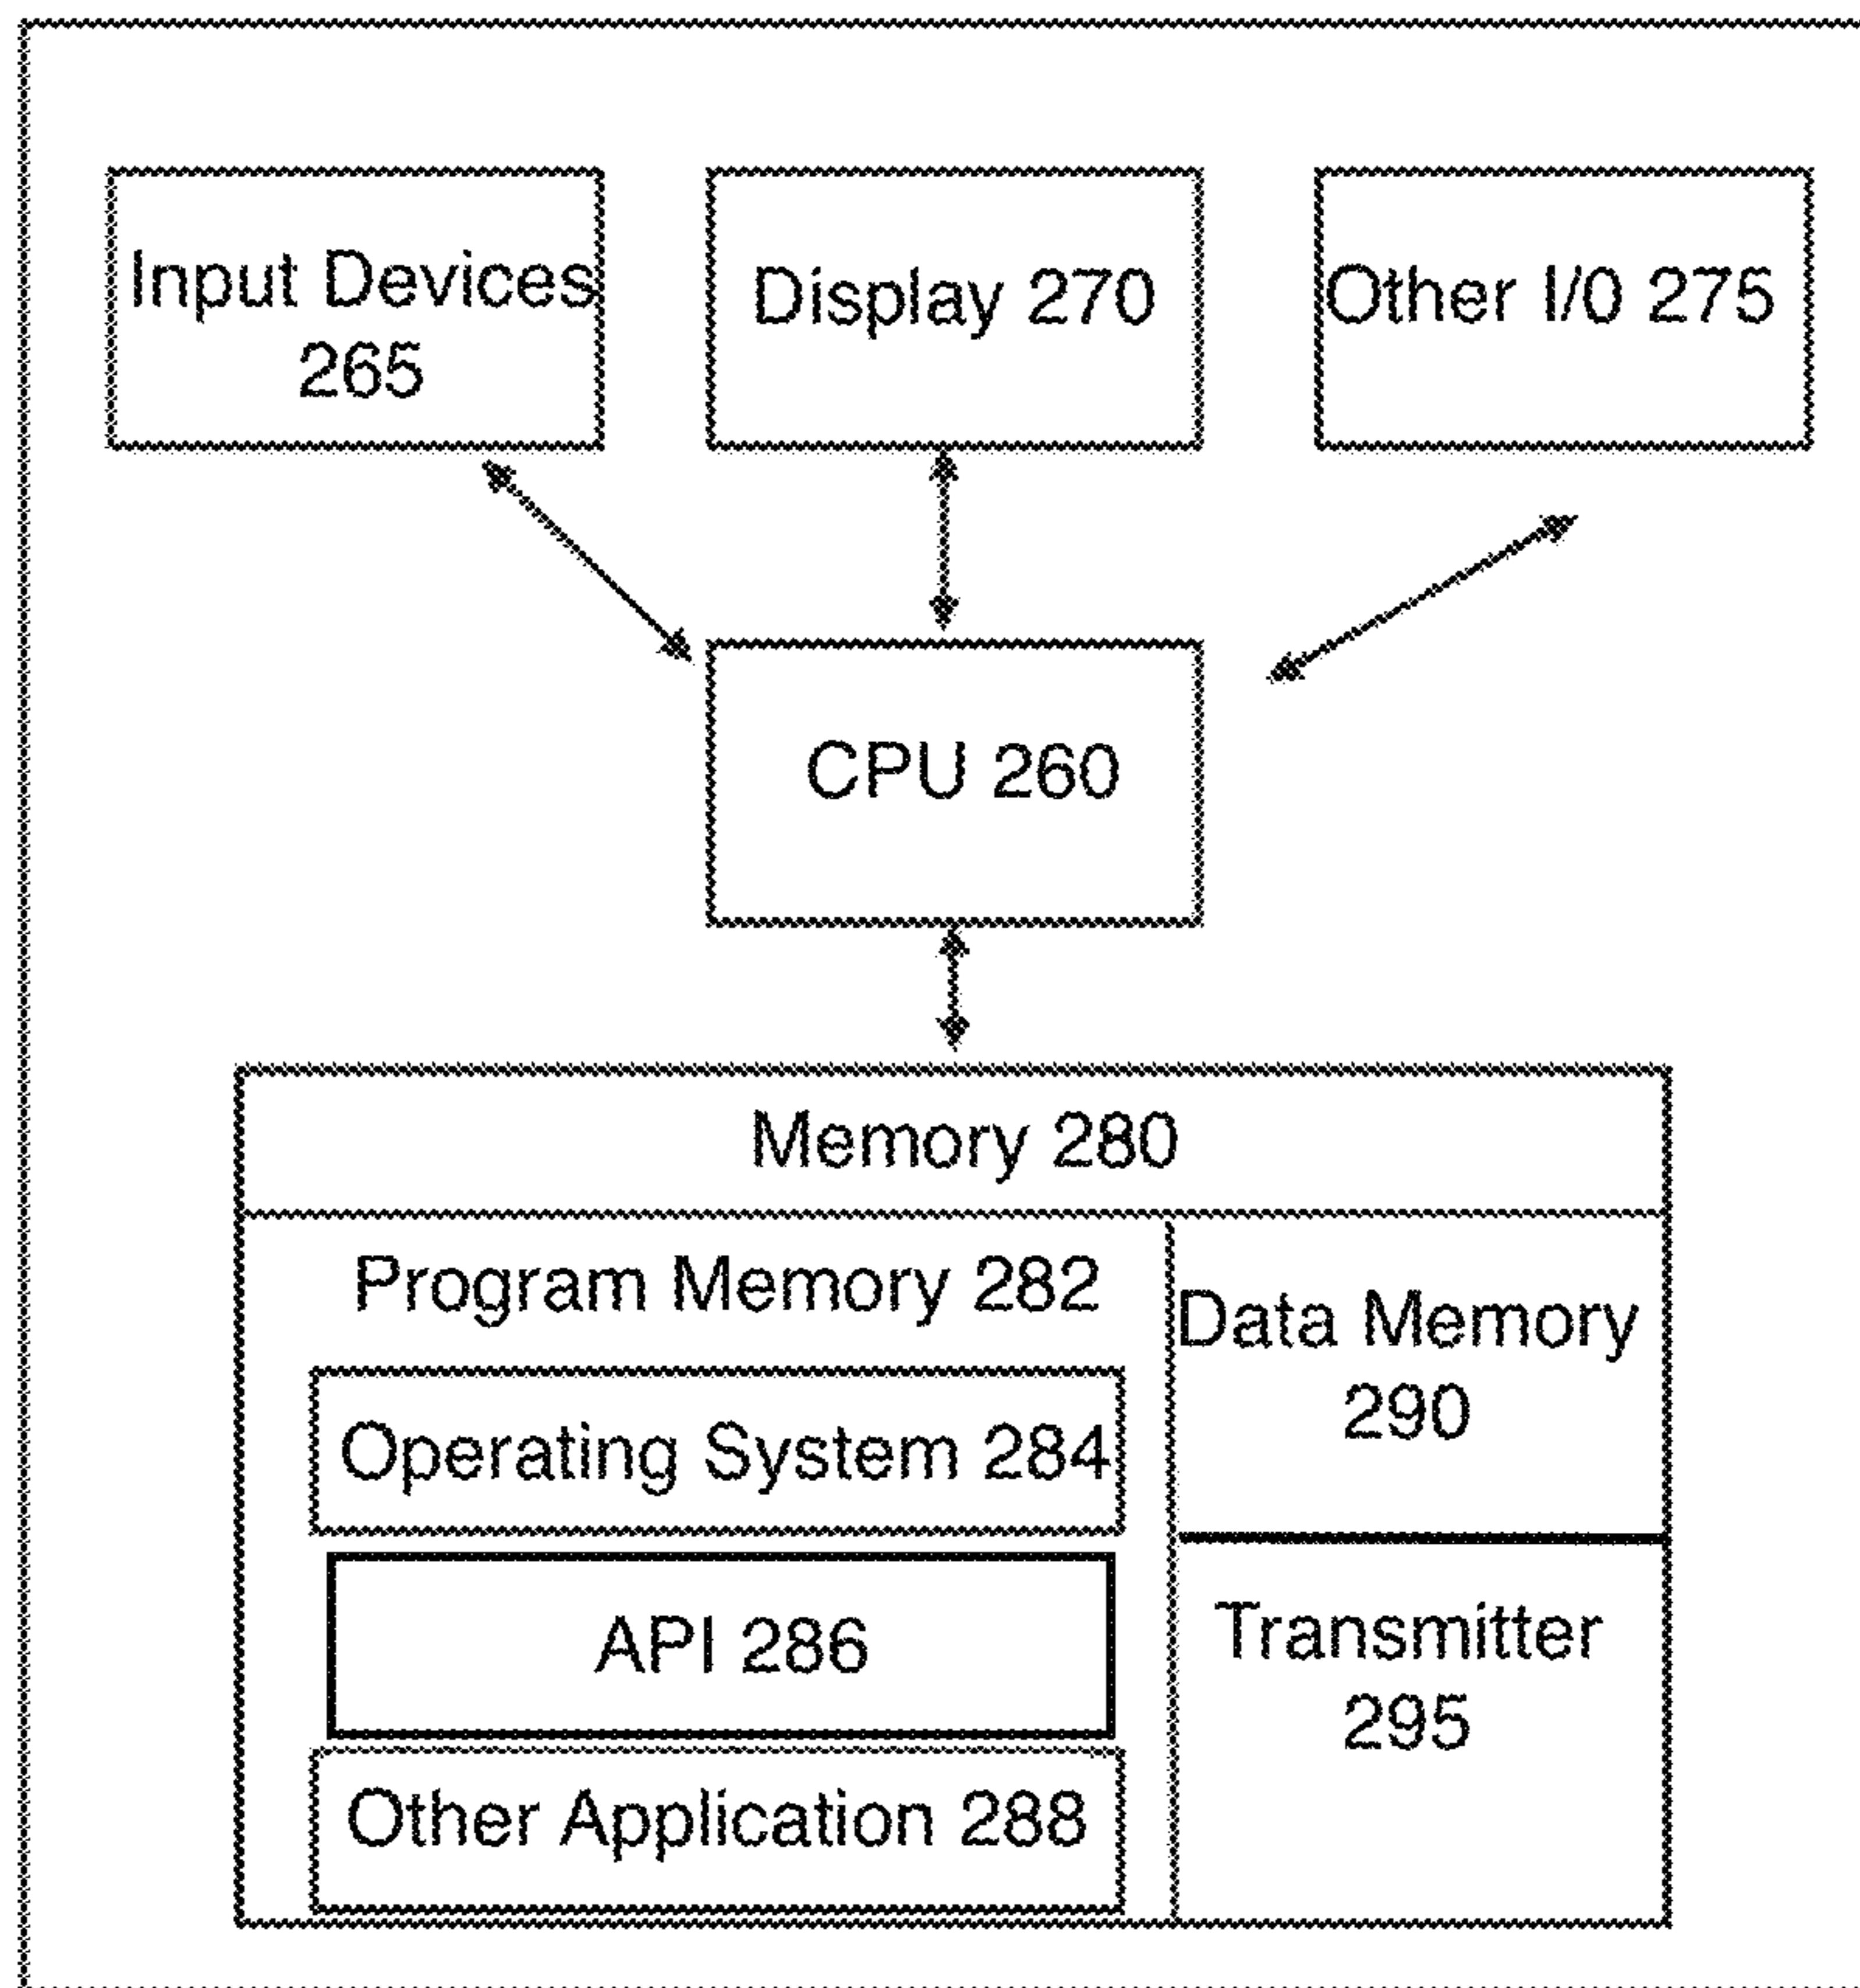 Input Devices
265
Display 270
Other I/0 275
CPU 260
Memory 280
Program Memory 282
Operating System 284
API 286
Other Application 288
Data Memory
290
Transmitter
295